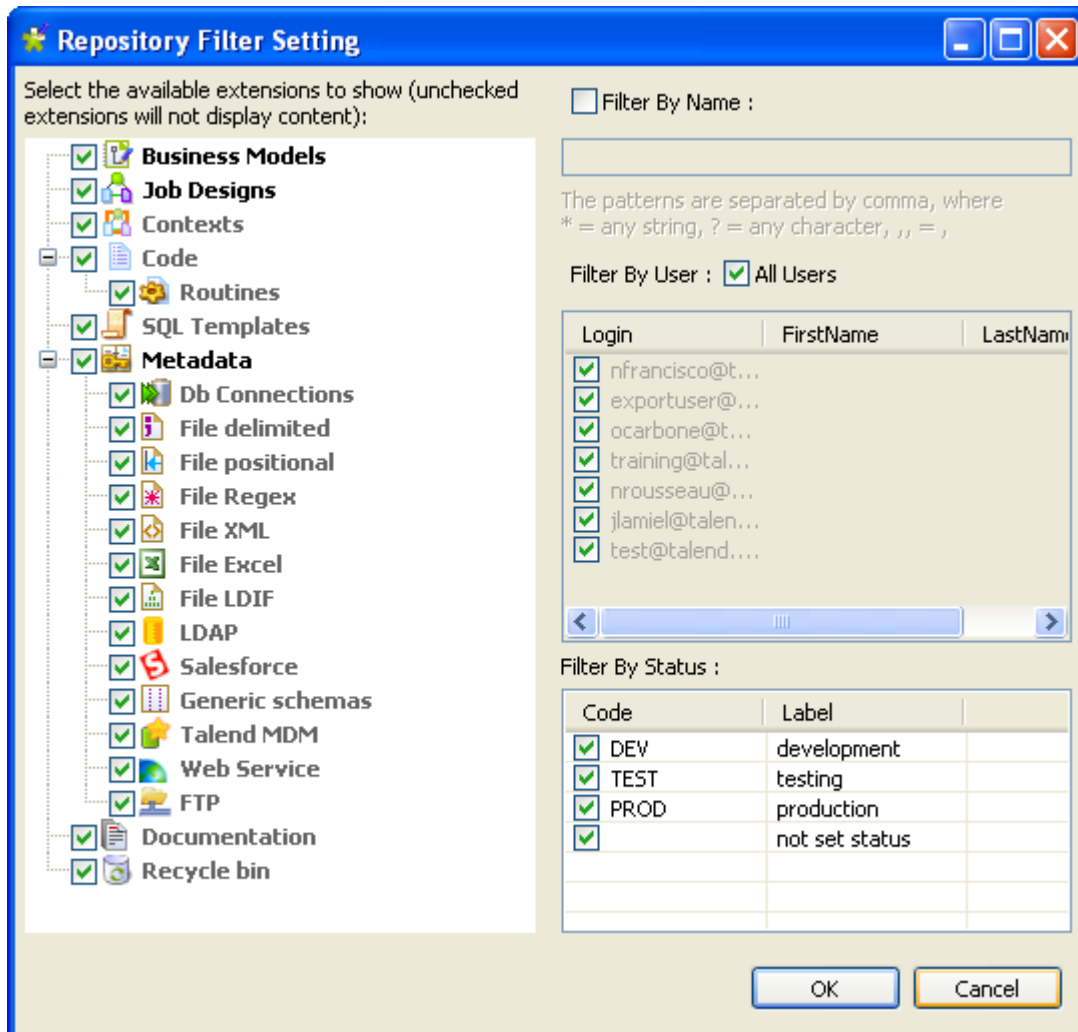 Repository Filter Setting
Select the available extensions to show (unchecked
extensions will not display content):
Business Models
Job Designs
Contexts
Code
Routines
SQL Templates
Metadata
Db Connections
File delimited
File positional
File Regex
File XML
File Excel
File LDIF
LDAP
Salesforce
Generic schemas
Talend MDM
Web Service
FTP
Documentation
Recycle bin
Filter By Name :
The patterns are separated by comma, where
* = any string, ? = any character, ,, = ,
Filter By User : All Users
Login FirstName LastNam
nfrancisco@t...
exportuser@...
ocarbone@t...
training@tal...
nrousseau@...
jlamiel@talen...
test@talend....
Filter By Status :
Code Label
DEV development
TEST testing
PROD production
not set status
OK Cancel